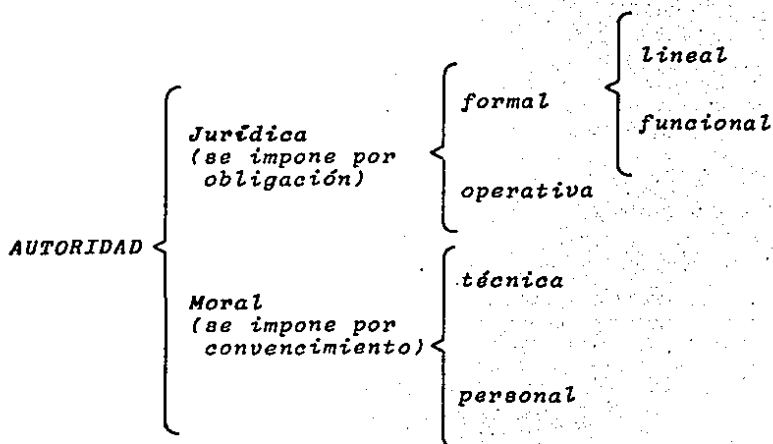 AUTORIDAD
Jurídica
(se impone por
obligación)
formal
lineal
funcional
operativa
Moral
(se impone por
convencimiento)
técnica
personal